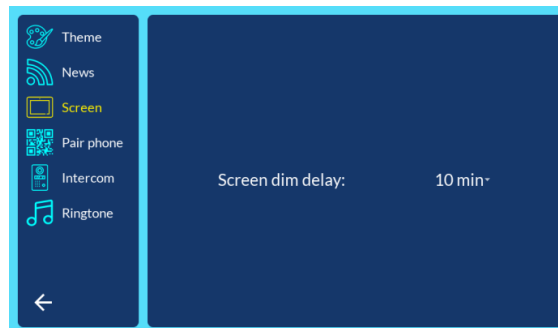 Theme
News
Screen
Pair phone
Intercom
Ringtone
Screen dim delay: 10 min